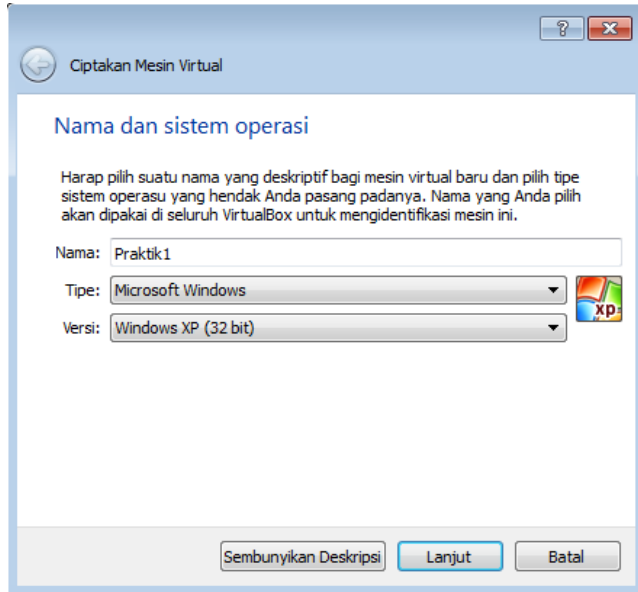 ?
Ciptakan Mesin Virtual
Nama dan sistem operasi
Harap pilih suatu nama yang deskriptif bagi mesin virtual baru dan pilih tipe
sistem operasu yang hendak Anda pasang padanya. Nama yang Anda pilih
akan dipakai di seluruh VirtualBox untuk mengidentifikasi mesin ini.
Nama: Praktik1
Tipe: Microsoft Windows
xp
Versi: Windows XP (32 bit)
Sembunyikan Deskripsi Lanjut Batal